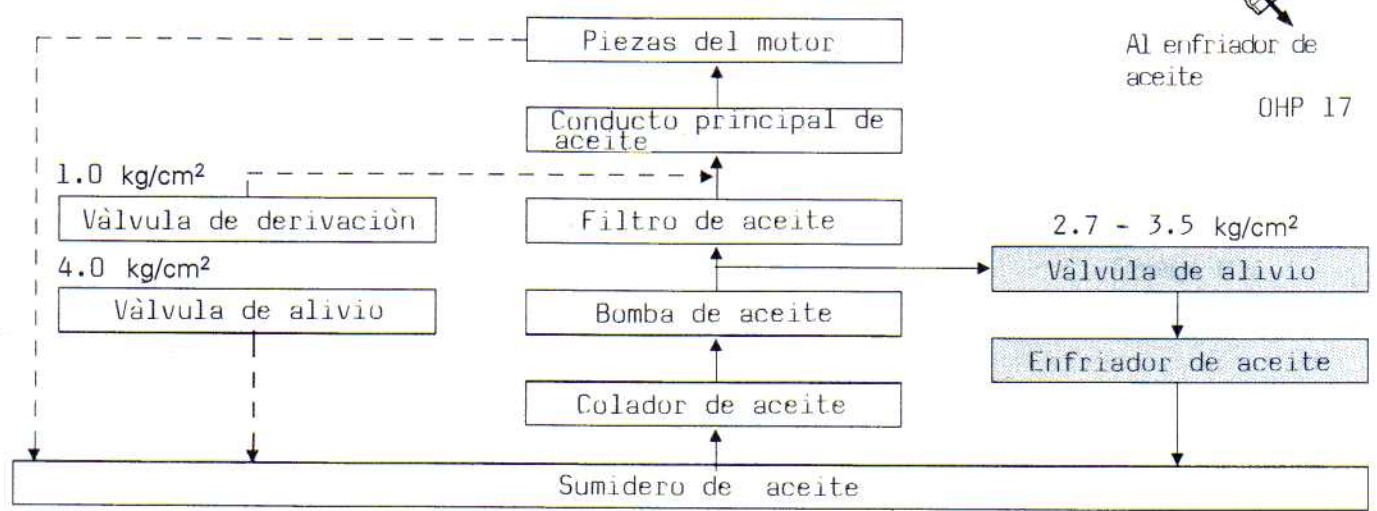 Piezas del motor
Al enfriador de
aceite
OHP 17
Conducto principal de
aceite
1.0 kg/cm²
Vàlvula de derivaciòn
Filtro de aceite
2.7 - 3.5 kg/cm²
Vàlvula de alivio
4.0 kg/cm²
Vàlvula de alivio
Bomba de aceite
Enfriador de aceite
Colador de aceite
Sumidero de aceite